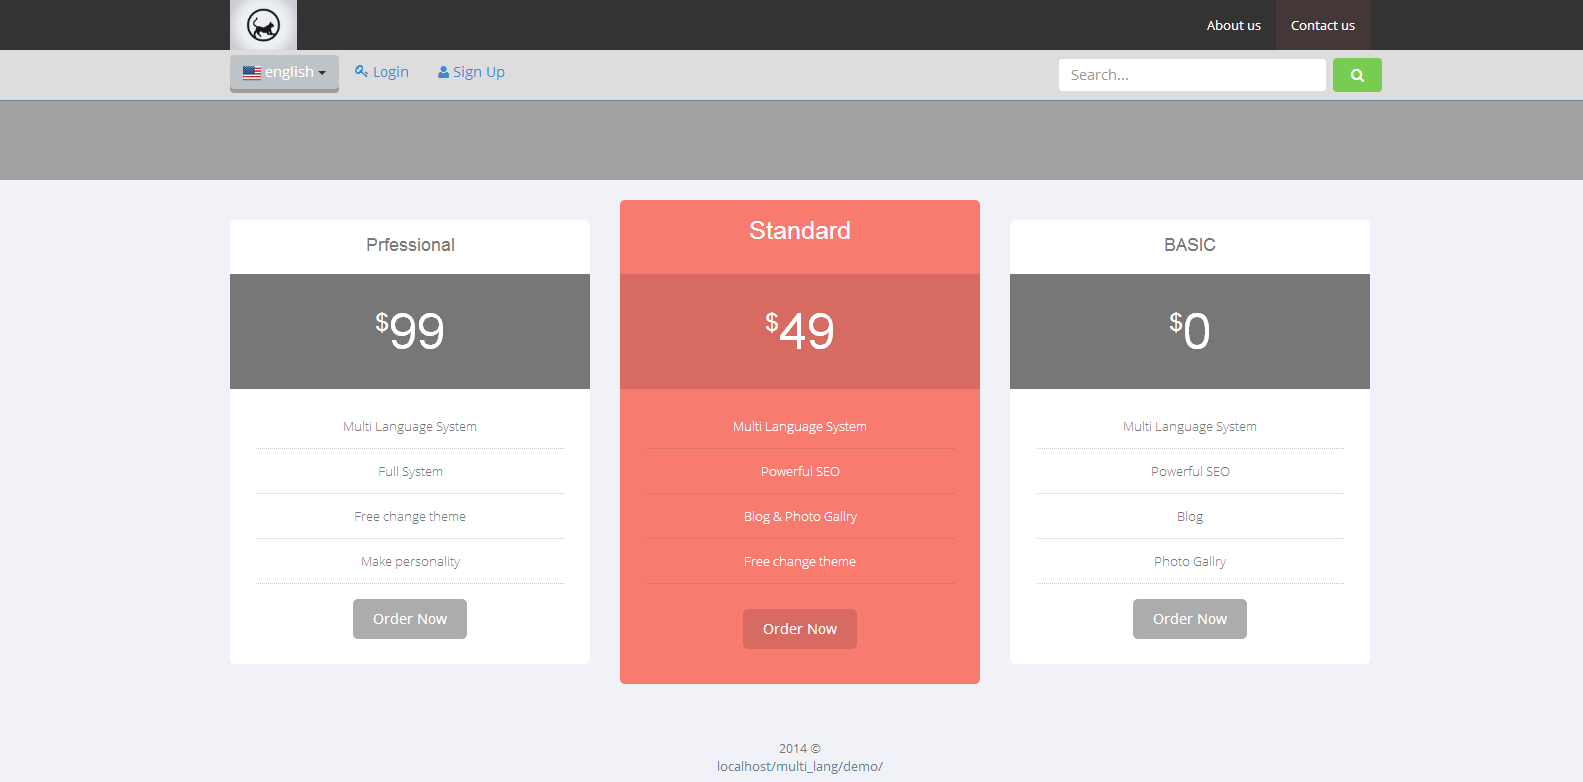 About us
Contact us
english
Login
Sign Up
Search...
Prfessional
$99
Multi Language System
Full System
Free change theme
Make personality
Order Now
Standard
$49
Multi Language System
Powerful SEO
Blog & Photo Gallry
Free change theme
Order Now
BASIC
$0
Multi Language System
Powerful SEO
Blog
Photo Gallry
Order Now
2014 ©
localhost/multi_lang/demo/